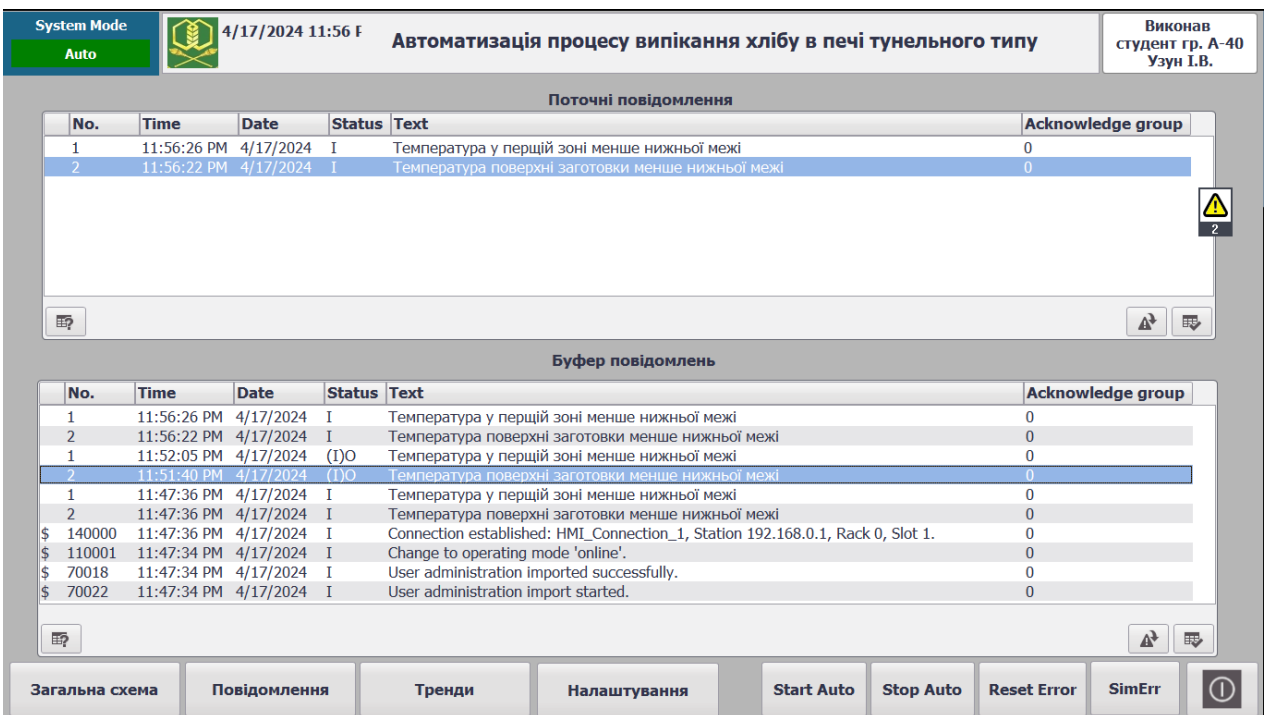 System Mode
Auto
4/17/2024 11:56 P
Автоматизація процесу випікання хлібу в печі тунельного типу
Виконав
студент гр. А-40
Узун І.В.
Поточні повідомлення
No. Time Date Status Text Acknowledge group
1 11:56:26 PM 4/17/2024 I Температура у перщій зоні менше нижньої межі 0
2 11:56:22 PM 4/17/2024 I Температура поверхні заготовки менше нижньої межі 0
2
Буфер повідомлень
No. Time Date Status Text Acknowledge group
1 11:56:26 PM 4/17/2024 I Температура у перщій зоні менше нижньої межі 0
2 11:56:22 PM 4/17/2024 I Температура поверхні заготовки менше нижньої межі 0
1 11:52:05 PM 4/17/2024 (I)O Температура у перщій зоні менше нижньої межі 0
2 11:51:40 PM 4/17/2024 (I)O Температура поверхні заготовки менше нижньої межі 0
1 11:47:36 PM 4/17/2024 I Температура у перщій зоні менше нижньої межі 0
2 11:47:36 PM 4/17/2024 I Температура поверхні заготовки менше нижньої межі 0
$ 140000 11:47:36 PM 4/17/2024 I Connection established: HMI_Connection_1, Station 192.168.0.1, Rack 0, Slot 1. 0
$ 110001 11:47:34 PM 4/17/2024 I Change to operating mode 'online'. 0
$ 70018 11:47:34 PM 4/17/2024 I User administration imported successfully. 0
$ 70022 11:47:34 PM 4/17/2024 I User administration import started. 0
Загальна схема Повідомлення Тренди Налаштування Start Auto Stop Auto Reset Error SimErr